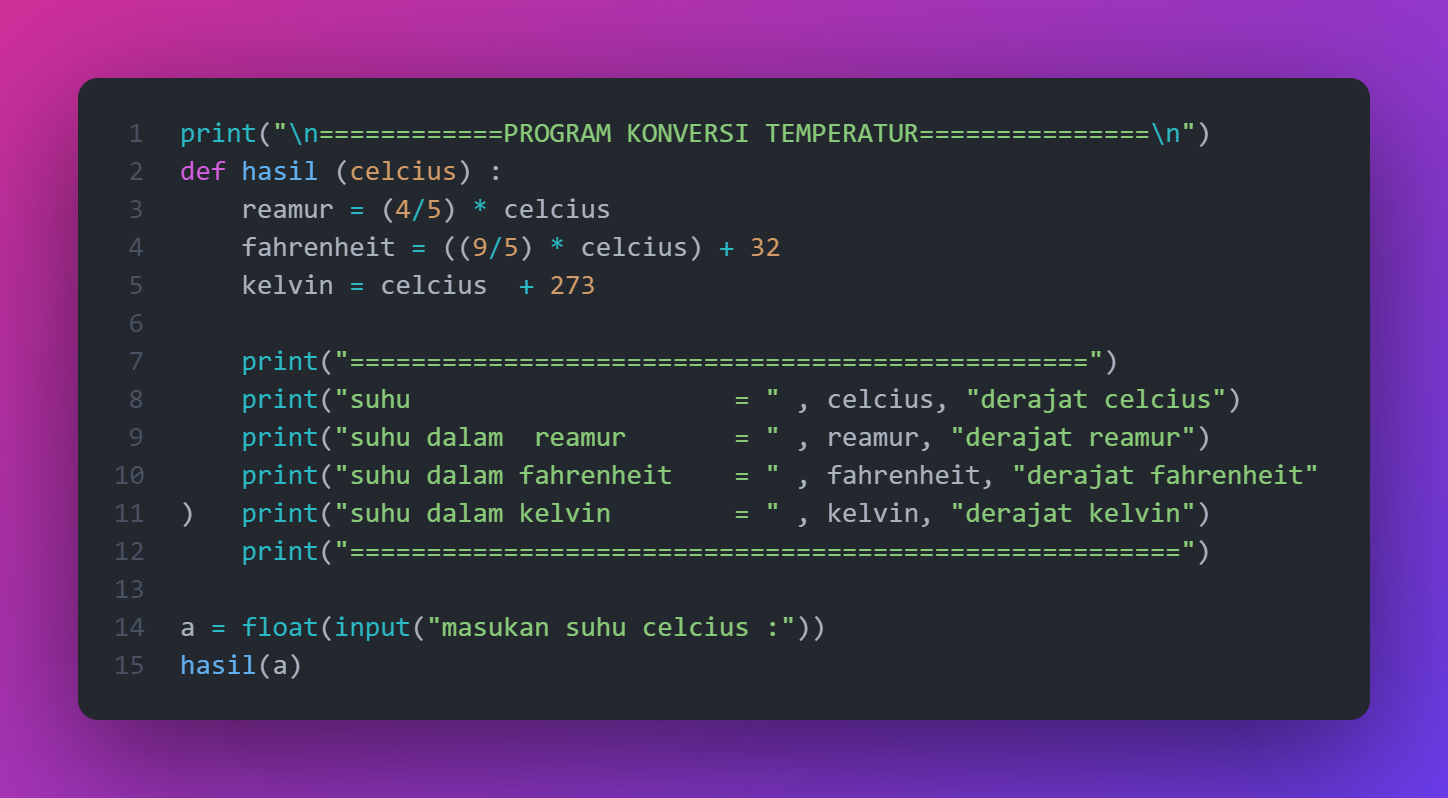 1 print("\n============PROGRAM KONVERSI TEMPERATUR===============\n")
2 def hasil (celcius) :
3     reamur = (4/5) * celcius
4     fahrenheit = ((9/5) * celcius) + 32
5     kelvin = celcius  + 273
6
7     print("================================================")
8     print("suhu                     = " , celcius, "derajat celcius")
9     print("suhu dalam  reamur       = " , reamur, "derajat reamur")
10     print("suhu dalam fahrenheit    = " , fahrenheit, "derajat fahrenheit"
11 )   print("suhu dalam kelvin        = " , kelvin, "derajat kelvin")
12     print("======================================================")
13
14 a = float(input("masukan suhu celcius :"))
15 hasil(a)